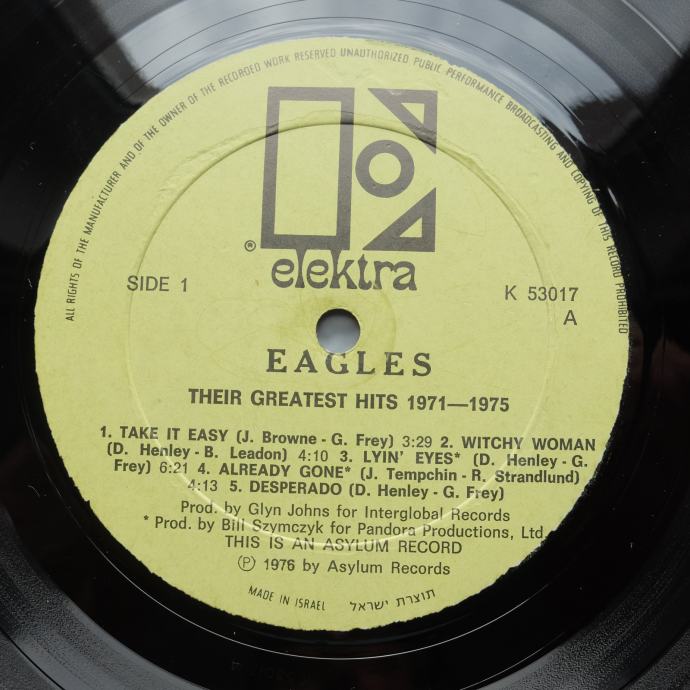 ALL RIGHTS OF THE MANUFACTURER AND OF THE OWNER OF THE RECORDED WORK RESERVED UNAUTHORIZED PUBLIC PERFORMANCE BROADCASTING AND COPYING OF THIS RECORD PROHIBITED
® elektra
SIDE 1
K 53017
A
EAGLES
THEIR GREATEST HITS 1971—1975
1. TAKE IT EASY (J. Browne - G. Frey) 3:29 2. WITCHY WOMAN
(D. Henley - B. Leadon) 4:10 3. LYIN' EYES* (D. Henley - G.
Frey) 6:21 4. ALREADY GONE* (J. Tempchin - R. Strandlund)
4:13 5. DESPERADO (D. Henley - G. Frey)
Prod. by Glyn Johns for Interglobal Records
* Prod. by Bill Szymczyk for Pandora Productions, Ltd.
THIS IS AN ASYLUM RECORD
Ⓟ 1976 by Asylum Records
MADE IN ISRAEL תוצרת ישראל